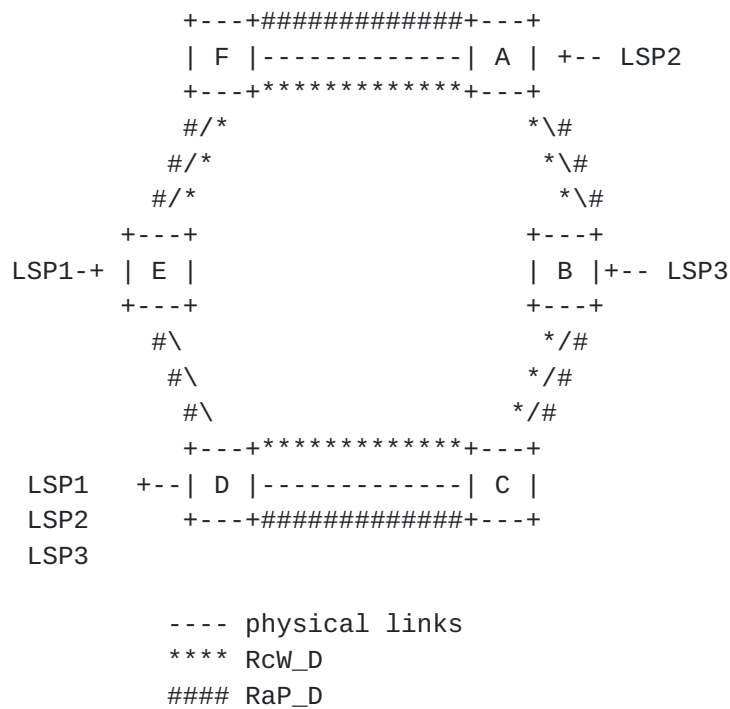 +---+#############+---+
| F |-------------| A | +-- LSP2
+---+*************+---+
#/* *\#
#/* *\#
#/* *\#
+---+ +---+
LSP1-+ | E | | B |+-- LSP3
+---+ +---+
#\ */#
#\ */#
#\ */#
+---+*************+---+
LSP1 +--| D |-------------| C |
LSP2 +---+#############+---+
LSP3
---- physical links
**** RcW_D
#### RaP_D